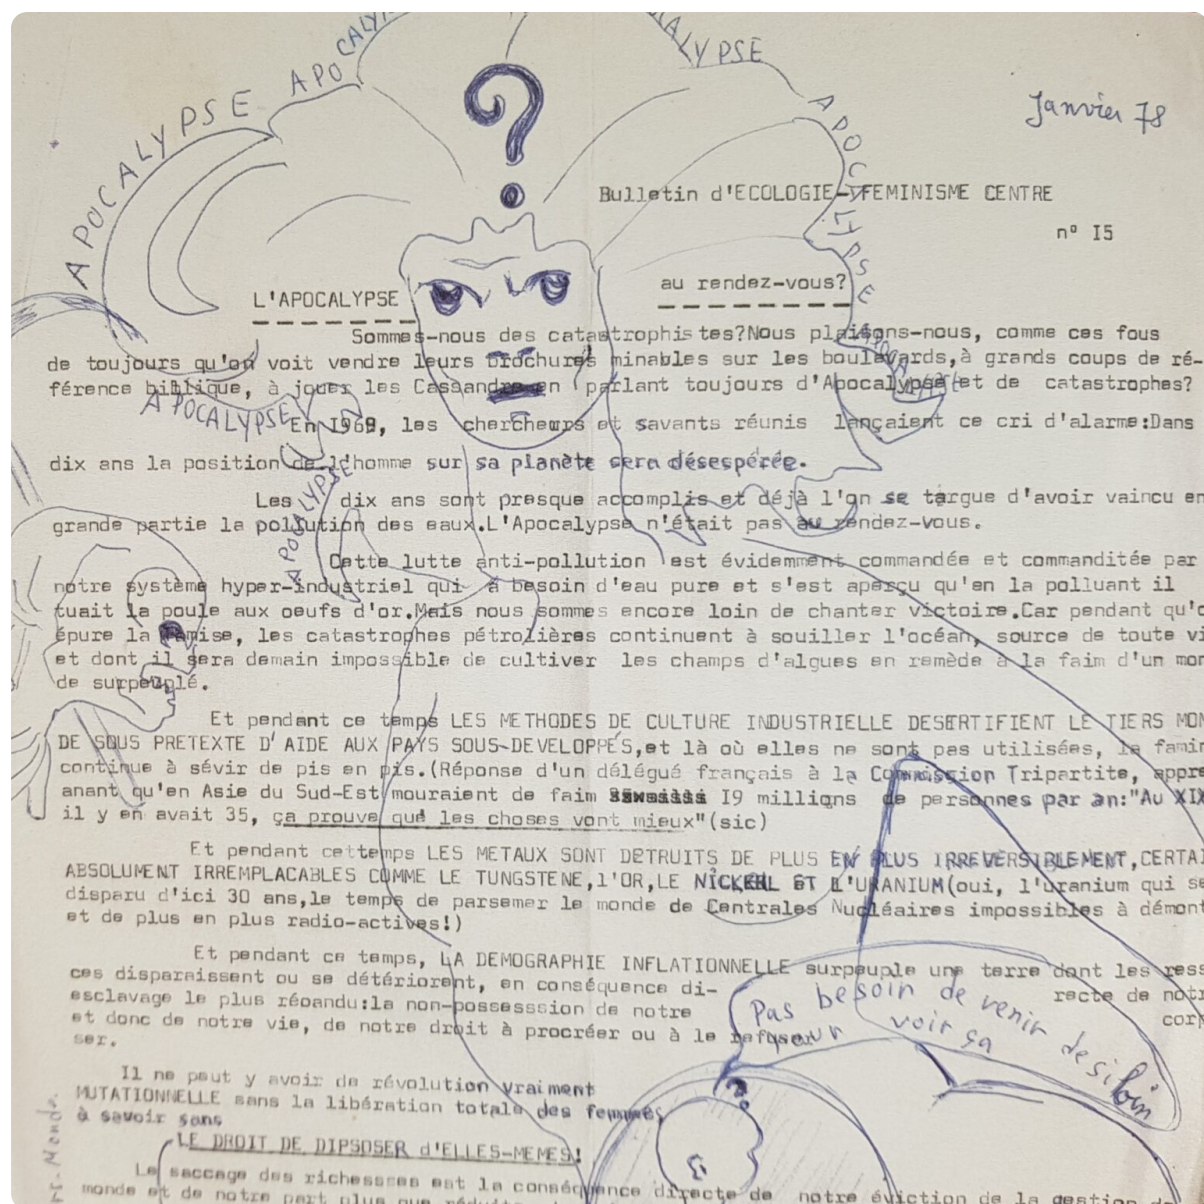 APOCALYPSE APOCALYP ALYPSE APOCALYPSE
Janvier 78
?
Bulletin d'ECOLOGIE-FEMINISME CENTRE
nº I5
L'APOCALYPSE au rendez-vous?
Sommes-nous des catastrophistes?Nous plaisons-nous, comme ces fous
de toujours qu'on voit vendre leurs brochures minables sur les boulevards,à grands coups de ré-
férence biblique, à jouer les Cassandre en parlant toujours d'Apocalypse et de catastrophes?
APOCALYPSE
En I969, les chercheurs et savants réunis lançaient ce cri d'alarme:Dans
dix ans la position de l'homme sur sa planète sera désespérée.
APOCALYPSE
Les dix ans sont presque accomplis et déjà l'on se targue d'avoir vaincu en
grande partie la pollution des eaux.L'Apocalypse n'était pas au rendez-vous.
Cette lutte anti-pollution est évidemment commandée et commanditée par
notre système hyper-industriel qui a besoin d'eau pure et s'est aperçu qu'en la polluant il
tuait la poule aux oeufs d'or.Mais nous sommes encore loin de chanter victoire.Car pendant qu'o
épure la Tamise, les catastrophes pétrolières continuent à souiller l'océan, source de toute vi
et dont il sera demain impossible de cultiver les champs d'algues en remède à la faim d'un mon
de surpeuplé.
Et pendant ce temps LES METHODES DE CULTURE INDUSTRIELLE DESERTIFIENT LE TIERS MON
DE SOUS PRETEXTE D'AIDE AUX PAYS SOUS-DEVELOPPÉS,et là où elles ne sont pas utilisées, la famin
continue à sévir de pis en pis.(Réponse d'un délégué français à la Commission Tripartite, appre
anant qu'en Asie du Sud-Est mouraient de faim I9 millions de personnes par an:"Au XIX
il y en avait 35, ça prouve que les choses vont mieux"(sic)
Et pendant cettemps LES METAUX SONT DETRUITS DE PLUS EN PLUS IRREVERSIBLEMENT,CERTAI
ABSOLUMENT IRREMPLACABLES COMME LE TUNGSTENE,l'OR,LE NICKEL ET L'URANIUM(oui, l'uranium qui se
disparu d'ici 30 ans,le temps de parsemer le monde de Centrales Nucléaires impossibles à démont
et de plus en plus radio-actives!)
Et pendant ce temps, LA DEMOGRAPHIE INFLATIONNELLE surpeuple une terre dont les ress
ces disparaissent ou se détériorent, en conséquence di- recte de notr
esclavage le plus répandu:la non-possesssion de notre corp
et donc de notre vie, de notre droit à procréer ou à le refuser
ser.
Pas besoin de venir de si loin
voir ça
?
Il ne peut y avoir de révolution vraiment
MUTATIONNELLE sans la libération totale des femmes,
à savoir sans
LE DROIT DE DIPSOSER d'ELLES-MEMES!
Le saccage des richessses est la conséquence directe de notre éviction de la gestion
monde et de notre part plus que